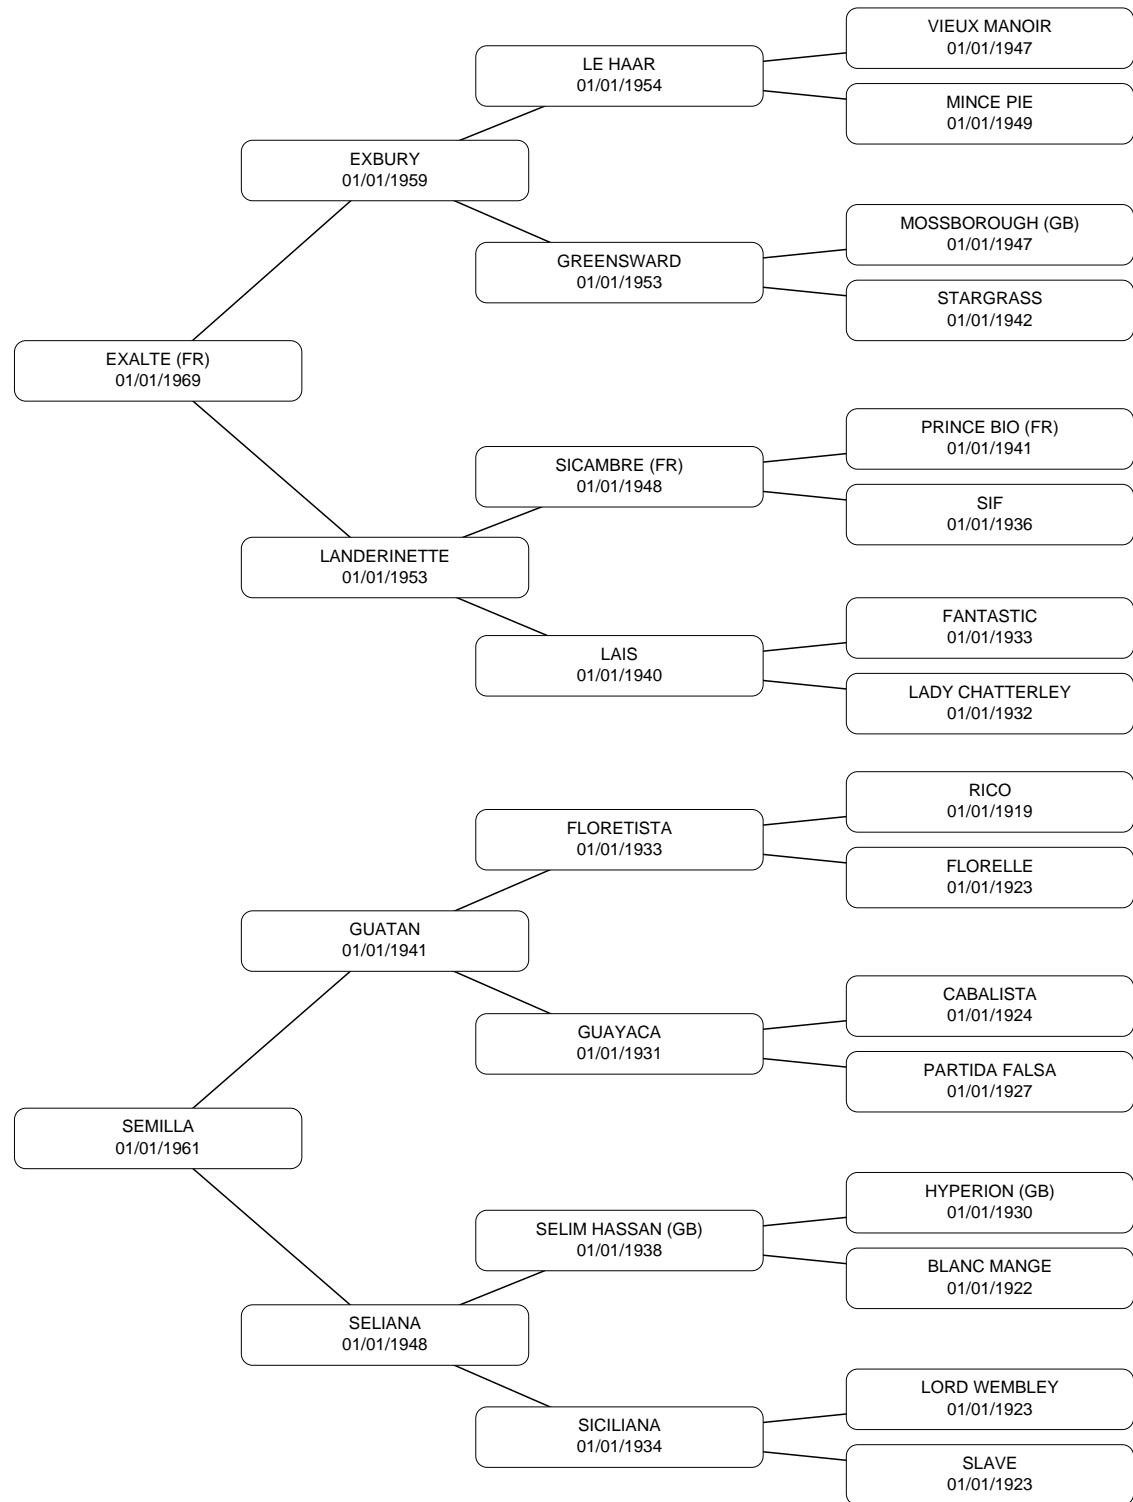 VIEUX MANOIR
01/01/1947
LE HAAR
01/01/1954
MINCE PIE
01/01/1949
EXBURY
01/01/1959
MOSSBOROUGH (GB)
01/01/1947
GREENSWARD
01/01/1953
STARGRASS
01/01/1942
EXALTE (FR)
01/01/1969
PRINCE BIO (FR)
01/01/1941
SICAMBRE (FR)
01/01/1948
SIF
01/01/1936
LANDERINETTE
01/01/1953
FANTASTIC
01/01/1933
LAIS
01/01/1940
LADY CHATTERLEY
01/01/1932
RICO
01/01/1919
FLORETISTA
01/01/1933
FLORELLE
01/01/1923
GUATAN
01/01/1941
CABALISTA
01/01/1924
GUAYACA
01/01/1931
PARTIDA FALSA
01/01/1927
SEMILLA
01/01/1961
HYPERION (GB)
01/01/1930
SELIM HASSAN (GB)
01/01/1938
BLANC MANGE
01/01/1922
SELIANA
01/01/1948
LORD WEMBLEY
01/01/1923
SICILIANA
01/01/1934
SLAVE
01/01/1923